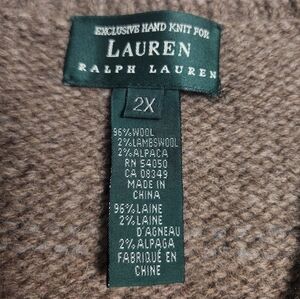 EXCLUSIVE HAND KNIT FOR
LAUREN
RALPH LAUREN
2X
96% WOOL
2% LAMBSWOOL
2% ALPACA
RN 54050
CA 08349
MADE IN
CHINA
96% LAINE
2% LAINE
D'AGNEAU
2% ALPAGA
FABRIQUÉ EN
CHINE